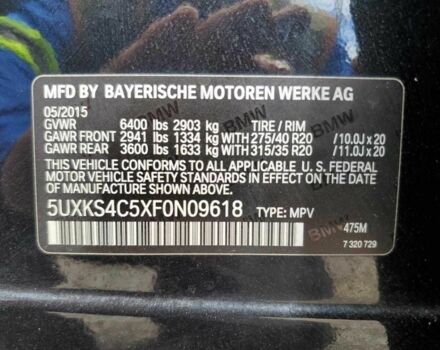 MFD BY BAYERISCHE MOTOREN WERKE AG
05/2015
GVWR 6400 lbs 2903 kg TIRE / RIM
GAWR FRONT 2941 lbs 1334 kg WITH 275/40 R20 /10.0J x 20
GAWR REAR 3600 lbs 1633 kg WITH 315/35 R20 /11.0J x 20
THIS VEHICLE CONFORMS TO ALL APPLICABLE U. S. FEDERAL
MOTOR VEHICLE SAFETY STANDARDS IN EFFECT ON THE DATE
OF MANUFACTURE SHOWN ABOVE.
5UXKS4C5XF0N09618 TYPE: MPV
475M
7 320 729